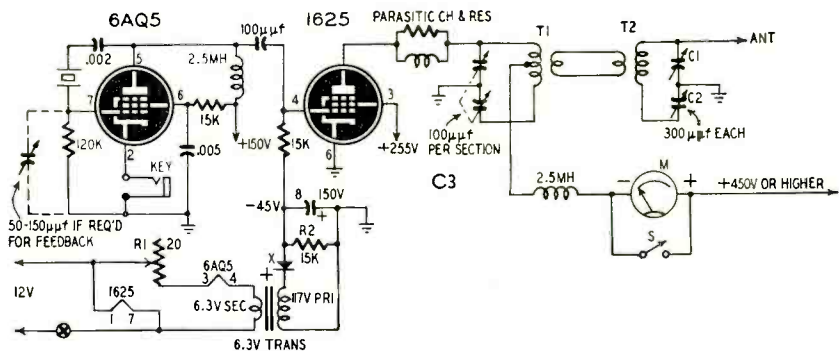 6AQ5
1625
.002
5
7
6
2
120K
KEY
.005
15K
2.5MH
+150V
100μμf
4
3
6
15K
+255V
PARASITIC CH & RES
100μμf
PER SECTION
C3
T1
T2
ANT
C1
C2
300μμf EACH
2.5MH
M
-
+
S
+450V OR HIGHER
50-150μμf IF REQ'D
FOR FEEDBACK
-45V
8
150V
+
R2
15K
X
R1
20
6AQ5
3 4
12V
1625
1 7
6.3V SEC
+
117V PRI
6.3V TRANS